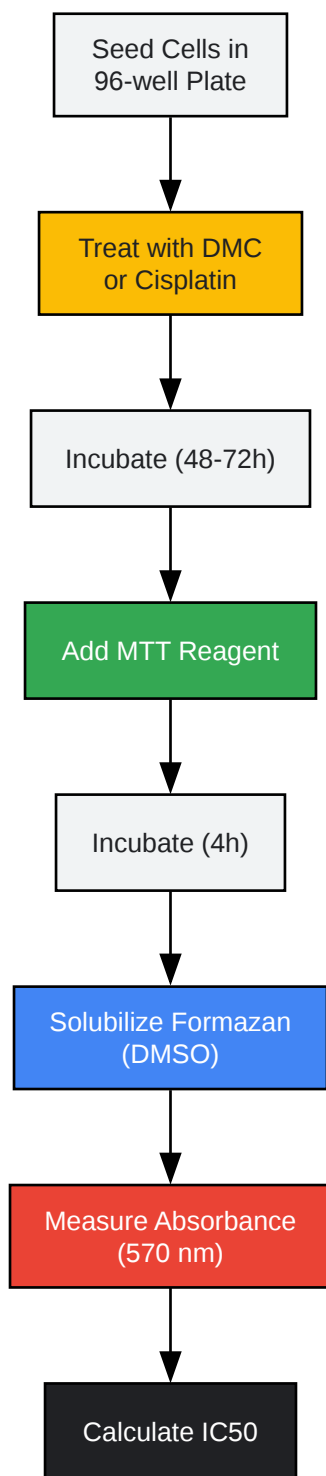 Seed Cells in
96-well Plate
Treat with DMC
or Cisplatin
Incubate (48-72h)
Add MTT Reagent
Incubate (4h)
Solubilize Formazan
(DMSO)
Measure Absorbance
(570 nm)
Calculate IC50